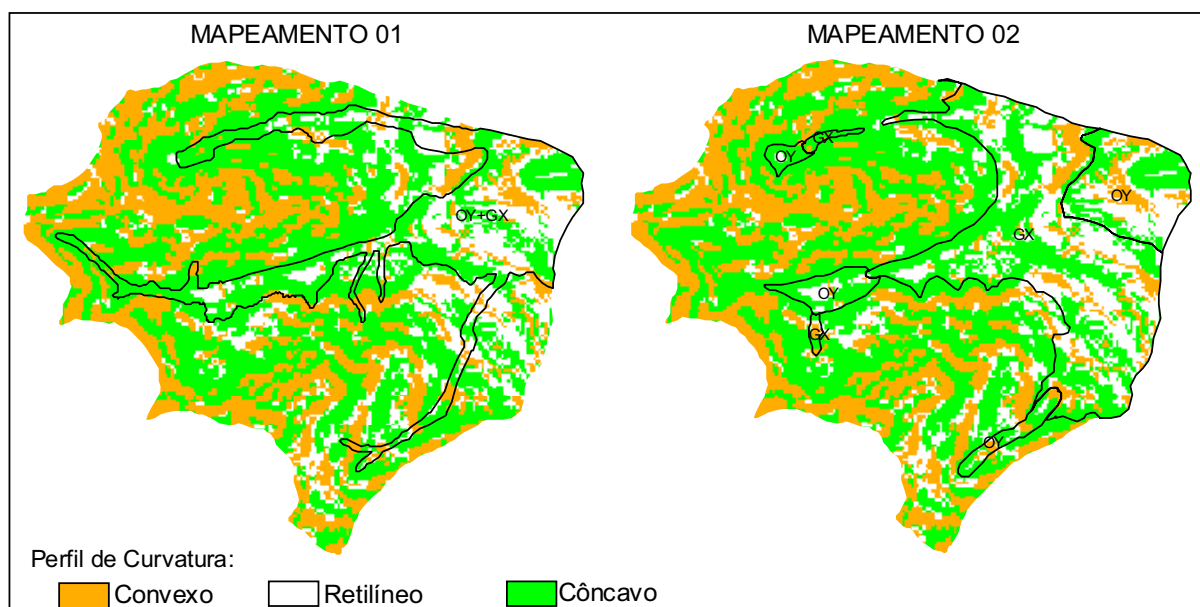 MAPEAMENTO 01
MAPEAMENTO 02
OY+GX
GX
OY
OY
GX
OY
GX
OY
Perfil de Curvatura:
Convexo
Retilíneo
Côncavo